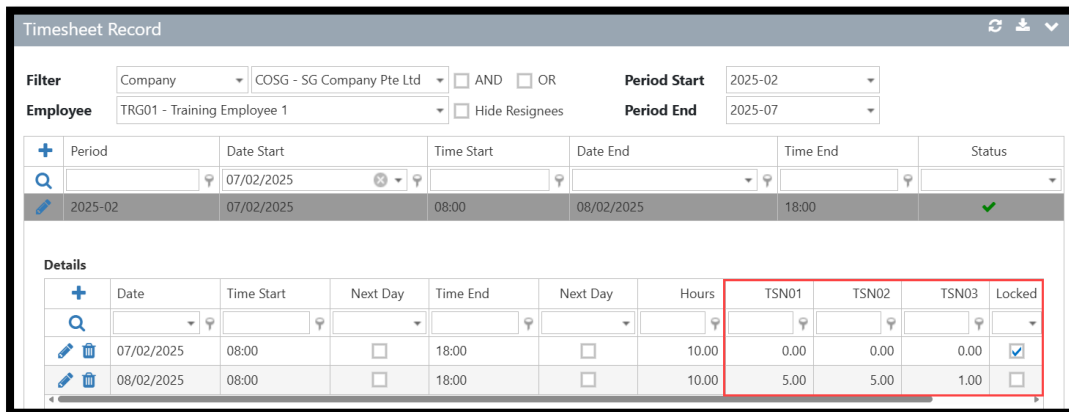 Timesheet Record
Filter Company COSG - SG Company Pte Ltd AND OR Period Start 2025-02
Employee TRG01 - Training Employee 1 Hide Resignees Period End 2025-07
Period Date Start Time Start Date End Time End Status
07/02/2025
2025-02 07/02/2025 08:00 08/02/2025 18:00
Details
Date Time Start Next Day Time End Next Day Hours TSN01 TSN02 TSN03 Locked
07/02/2025 08:00 18:00 10.00 0.00 0.00 0.00
08/02/2025 08:00 18:00 10.00 5.00 5.00 1.00